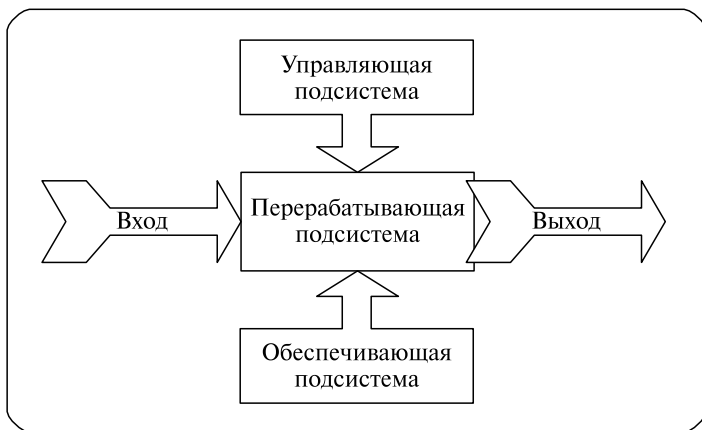 Управляющая
подсистема
Вход
Перерабатывающая
подсистема
Выход
Обеспечивающая
подсистема